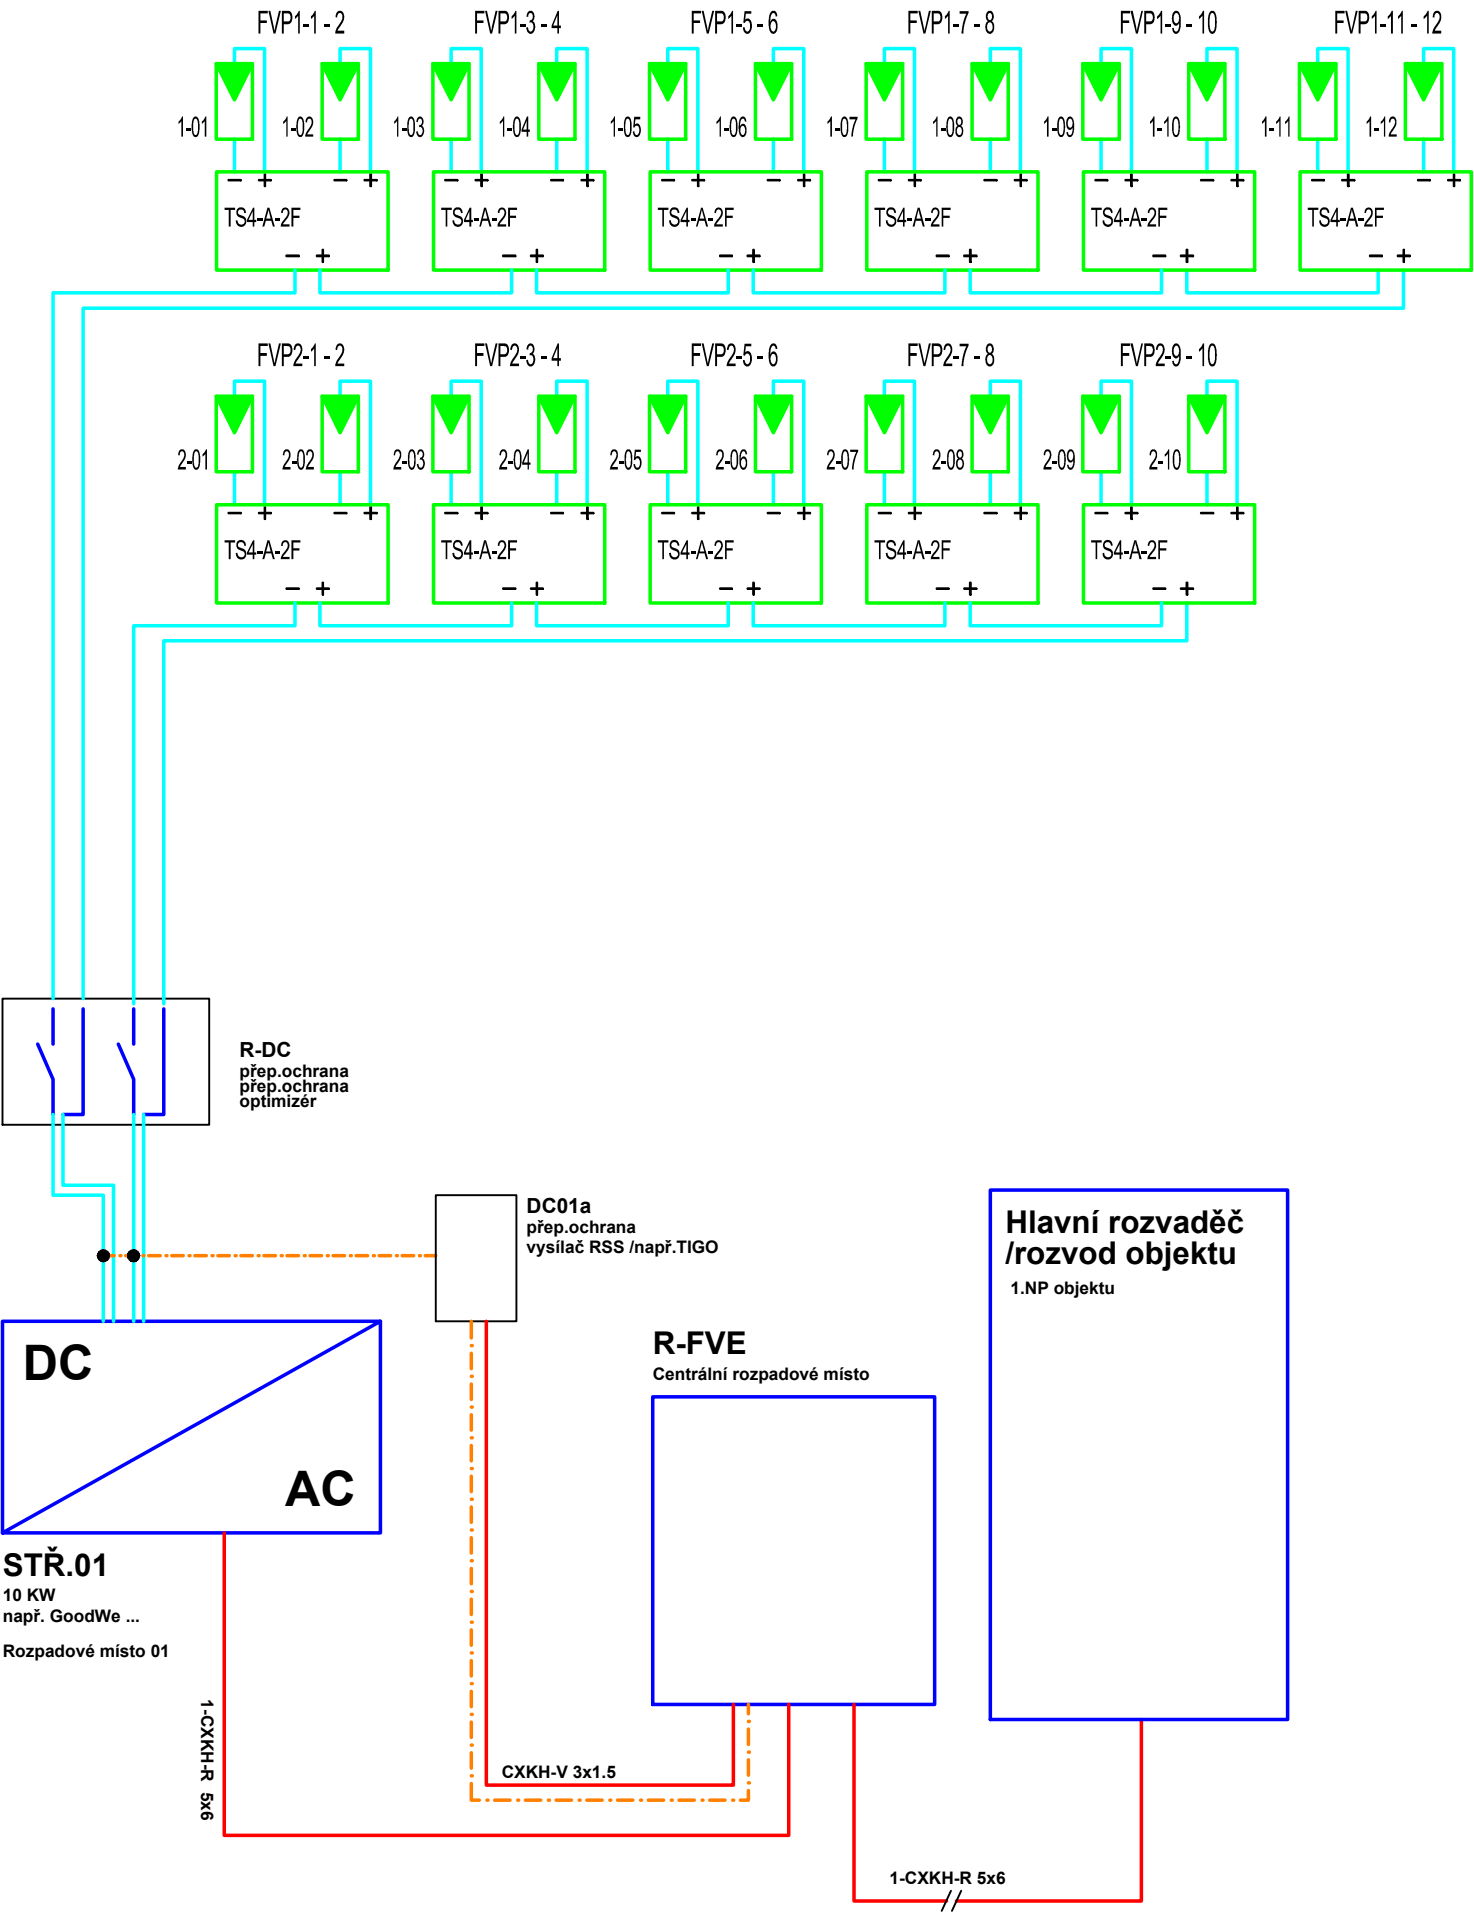 FVP1-1 - 2 FVP1-3 - 4 FVP1-5 - 6 FVP1-7 - 8 FVP1-9 - 10 FVP1-11 - 12
1-01 1-02 1-03 1-04 1-05 1-06 1-07 1-08 1-09 1-10 1-11 1-12
− + − + − + − + − + − + − + − + − + − + − + − +
TS4-A-2F TS4-A-2F TS4-A-2F TS4-A-2F TS4-A-2F TS4-A-2F
− + − + − + − + − + − +
FVP2-1 - 2 FVP2-3 - 4 FVP2-5 - 6 FVP2-7 - 8 FVP2-9 - 10
2-01 2-02 2-03 2-04 2-05 2-06 2-07 2-08 2-09 2-10
− + − + − + − + − + − + − + − + − + − +
TS4-A-2F TS4-A-2F TS4-A-2F TS4-A-2F TS4-A-2F
− + − + − + − + − +
R-DC
přep.ochrana
přep.ochrana
optimizér
DC01a
přep.ochrana
vysílač RSS /např.TIGO
Hlavní rozvaděč
/rozvod objektu
1.NP objektu
R-FVE
Centrální rozpadové místo
DC
AC
STŘ.01
10 KW
např. GoodWe ...
Rozpadové místo 01
1-CXKH-R 5x6
CXKH-V 3x1.5
1-CXKH-R 5x6